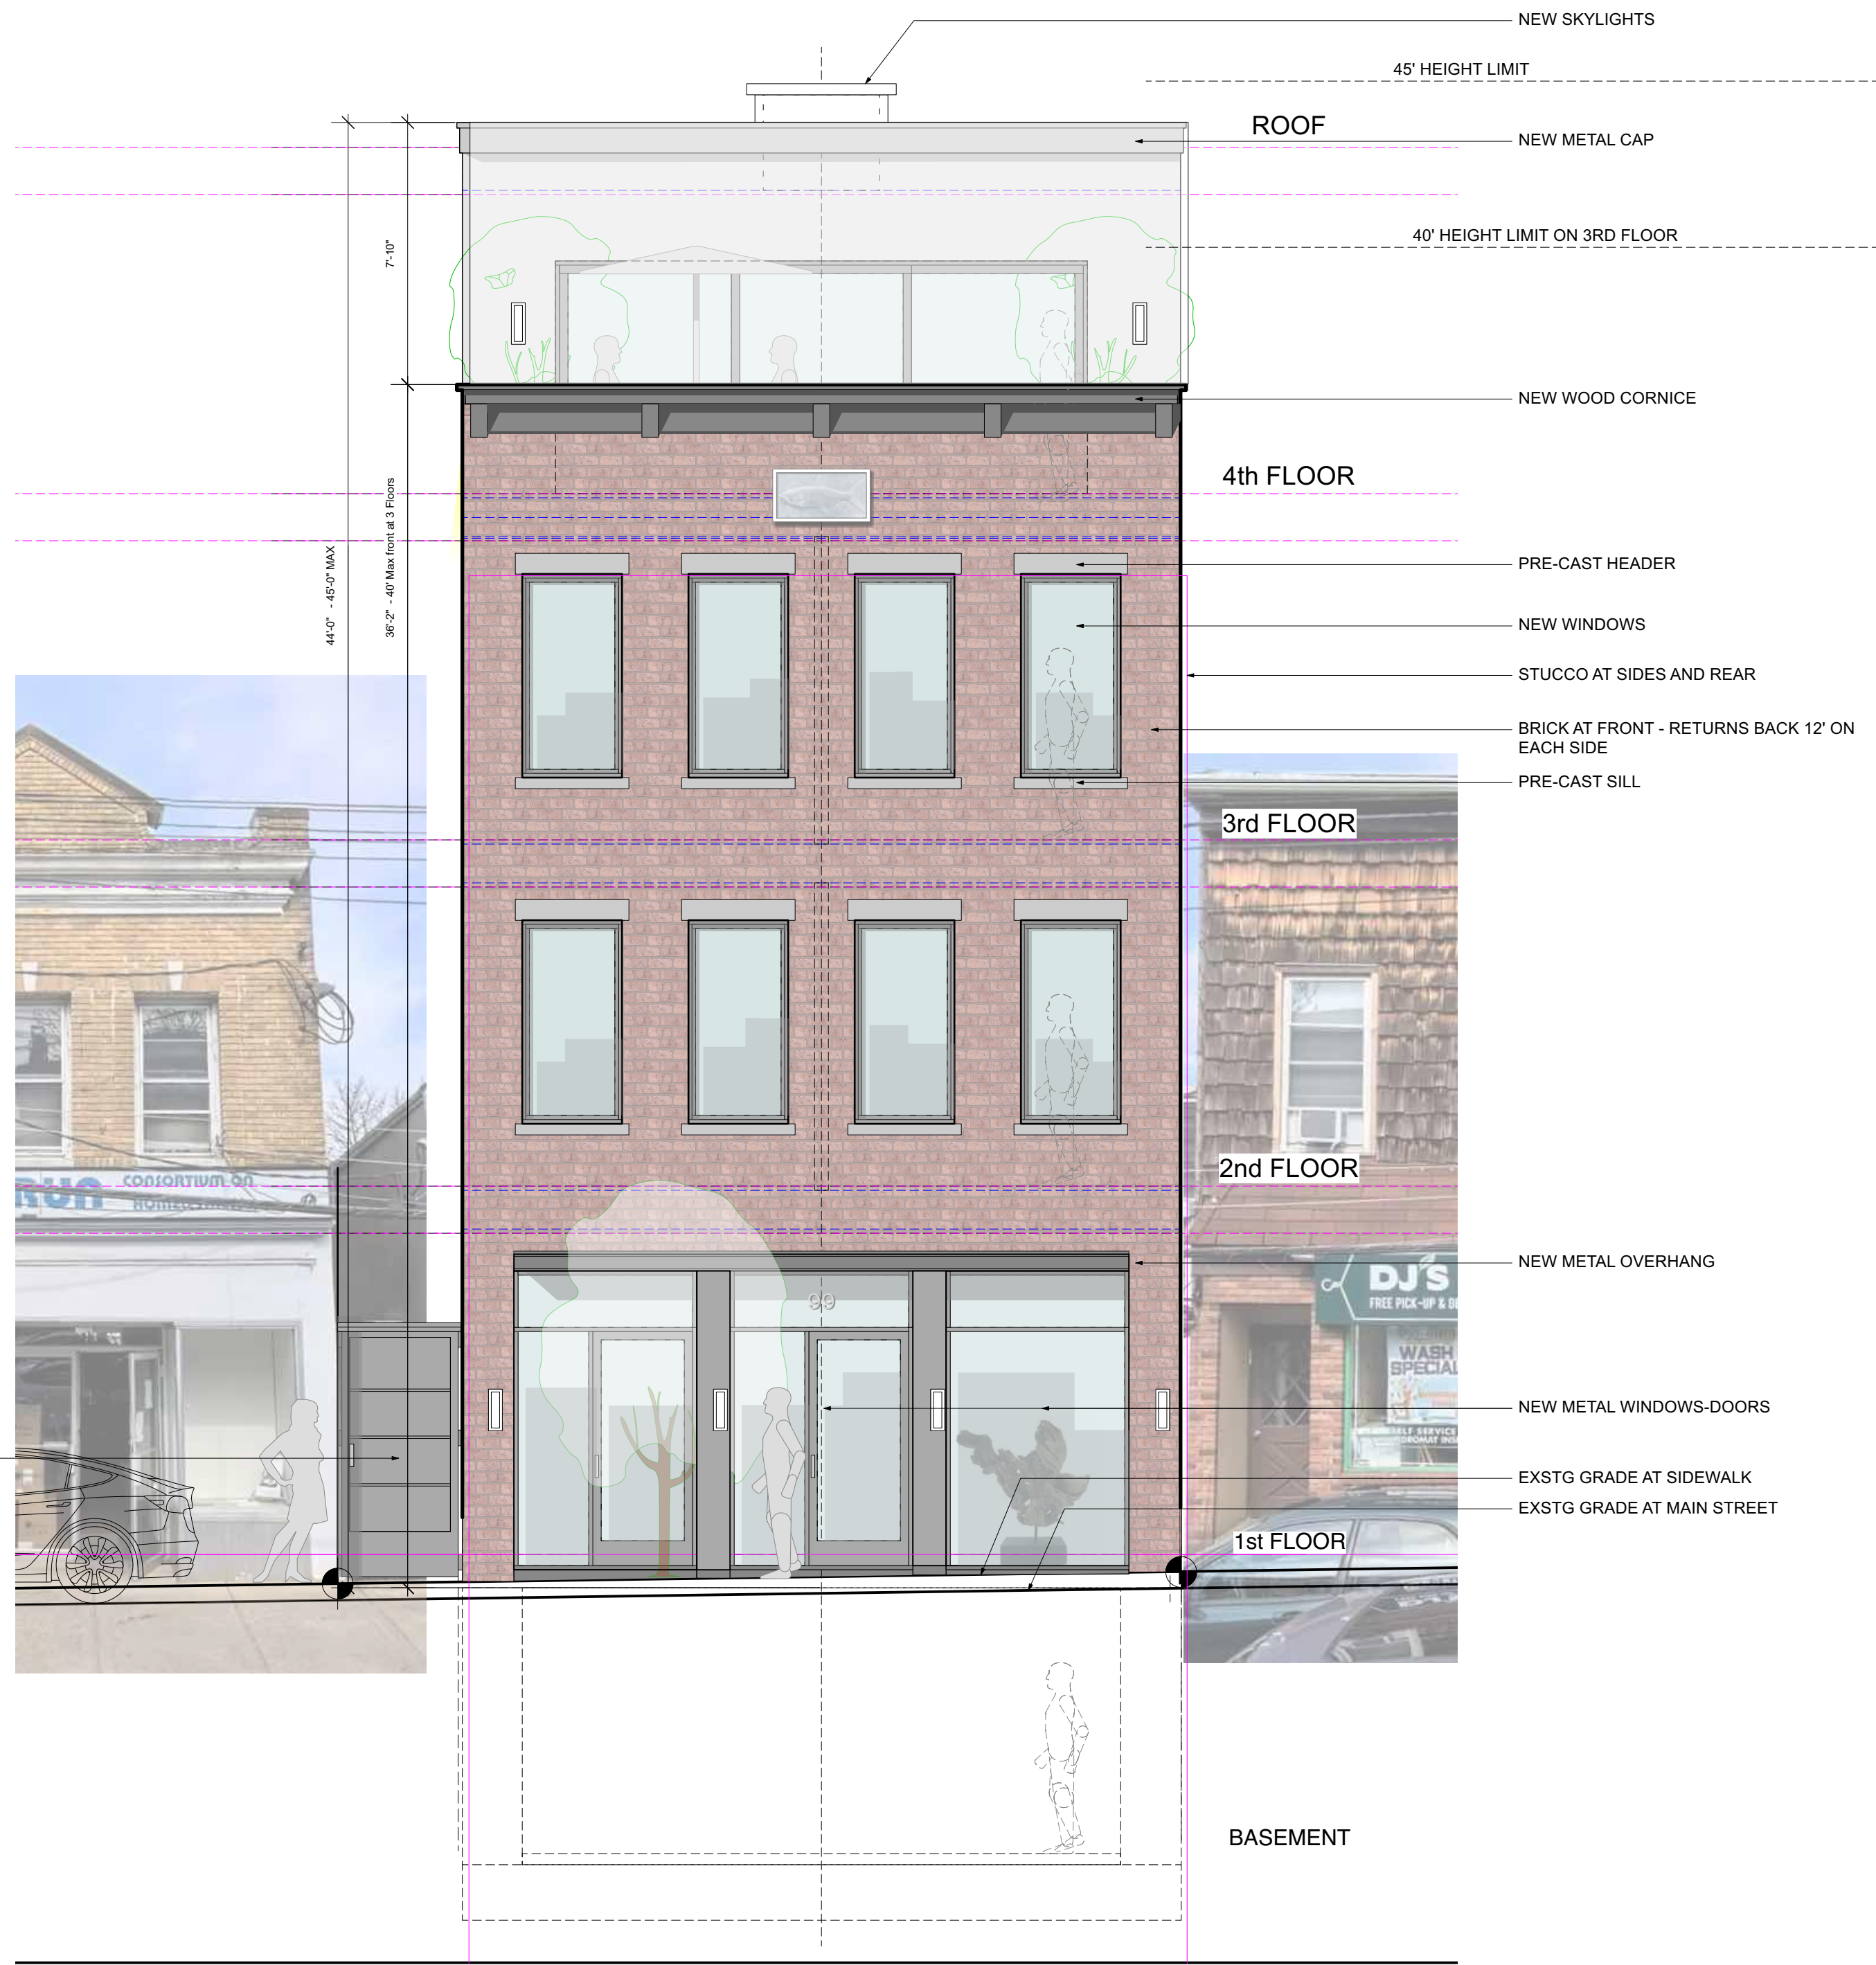 NEW SKYLIGHTS
45' HEIGHT LIMIT
ROOF
NEW METAL CAP
40' HEIGHT LIMIT ON 3RD FLOOR
7'-10"
NEW WOOD CORNICE
4th FLOOR
44'-0" - 45'-0" MAX
36'-2" - 40' Max front at 3 Floors
PRE-CAST HEADER
NEW WINDOWS
STUCCO AT SIDES AND REAR
BRICK AT FRONT - RETURNS BACK 12' ON
EACH SIDE
PRE-CAST SILL
3rd FLOOR
2nd FLOOR
RUN
CONSORTIUM ON
NEW METAL OVERHANG
DJ'S
FREE PICK-UP &
99
WASH
SPECIAL
NEW METAL WINDOWS-DOORS
SELF SERVICE
EXSTG GRADE AT SIDEWALK
EXSTG GRADE AT MAIN STREET
1st FLOOR
BASEMENT